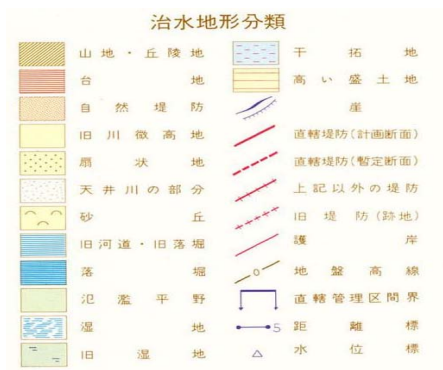 治水地形分類
山地・丘陵地
台地
自然堤防
旧川微高地
扇状地
天井川の部分
砂丘
旧河道・旧落堀
落堀
氾濫平野
湿地
旧湿地
干拓地
高い盛土地
崖
直轄堤防(計画断面)
直轄堤防(暫定断面)
上記以外の堤防
旧堤防(跡地)
護岸
地盤高線
直轄管理区間界
5 距離標
水位標